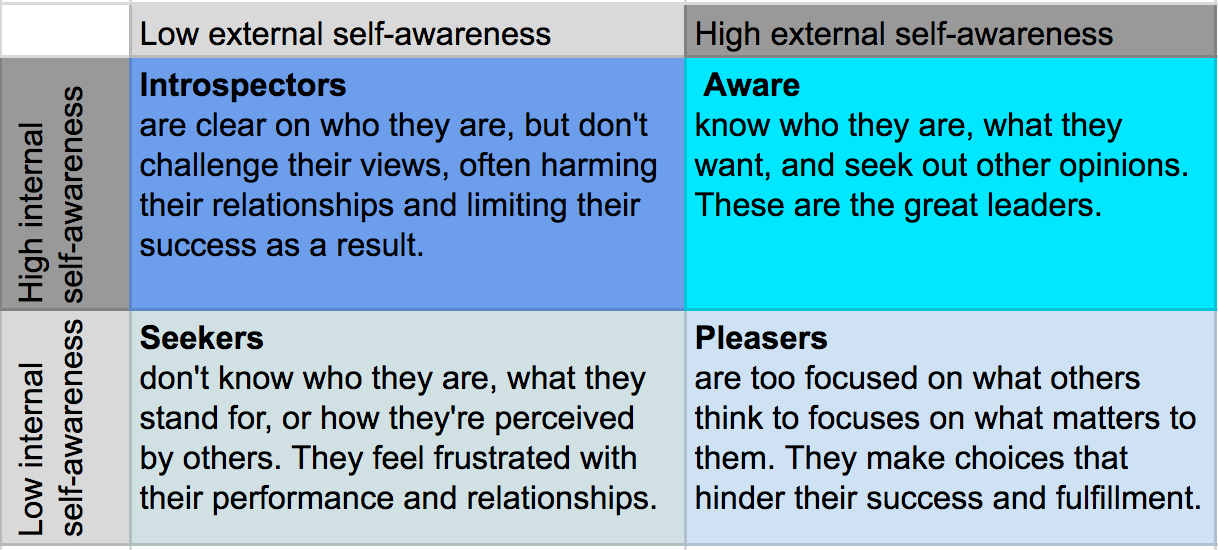 Low external self-awareness
High external self-awareness
High internal
self-awareness
Introspectors
are clear on who they are, but don't
challenge their views, often harming
their relationships and limiting their
success as a result.
Aware
know who they are, what they
want, and seek out other opinions.
These are the great leaders.
Low internal
self-awareness
Seekers
don't know who they are, what they
stand for, or how they're perceived
by others. They feel frustrated with
their performance and relationships.
Pleasers
are too focused on what others
think to focuses on what matters to
them. They make choices that
hinder their success and fulfillment.